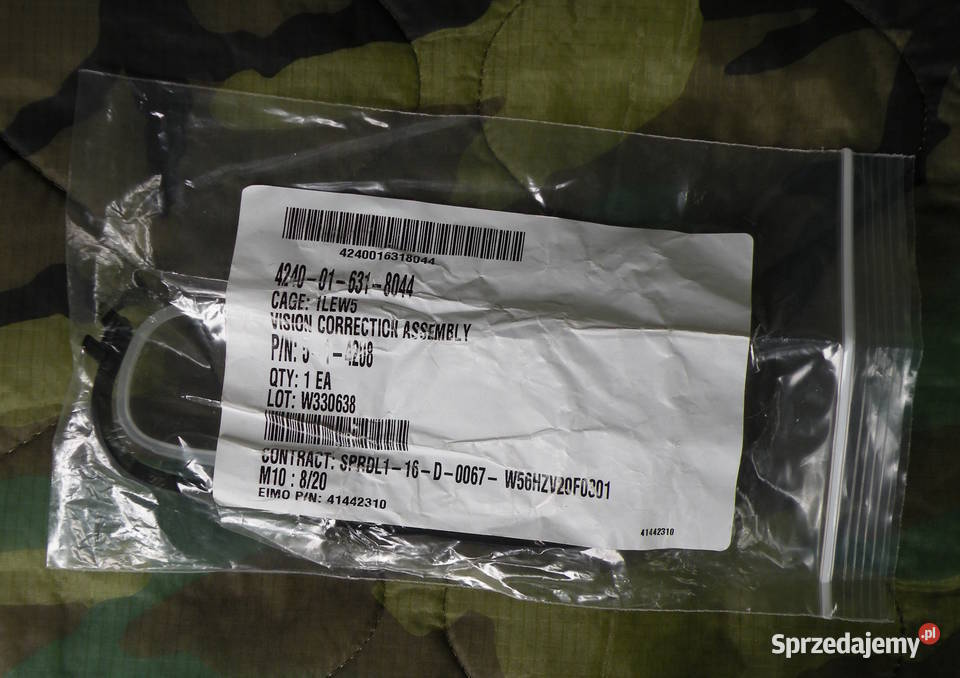 4240016318044
4240-01-631-8044
CAGE: 1LEW5
VISION CORRECTION ASSEMBLY
P/N:
QTY: 1 EA
LOT: W330638
CONTRACT: SPRDL1-16-D-0067-
M10 : 8/20
EIMO P/N: 41442310
41442310
Sprzedajemy.pl